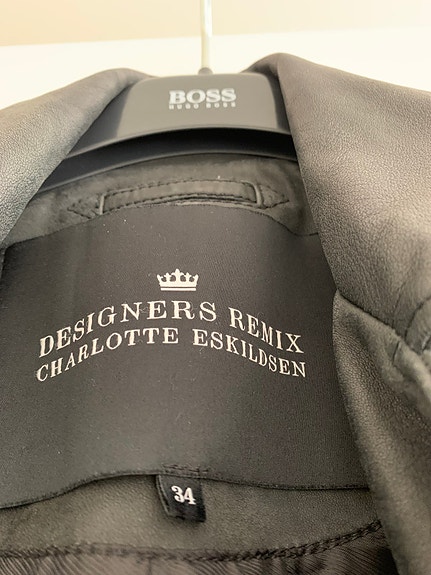 BOSS
HUGO BOSS
DESIGNERS REMIX
CHARLOTTE ESKILDSEN
34